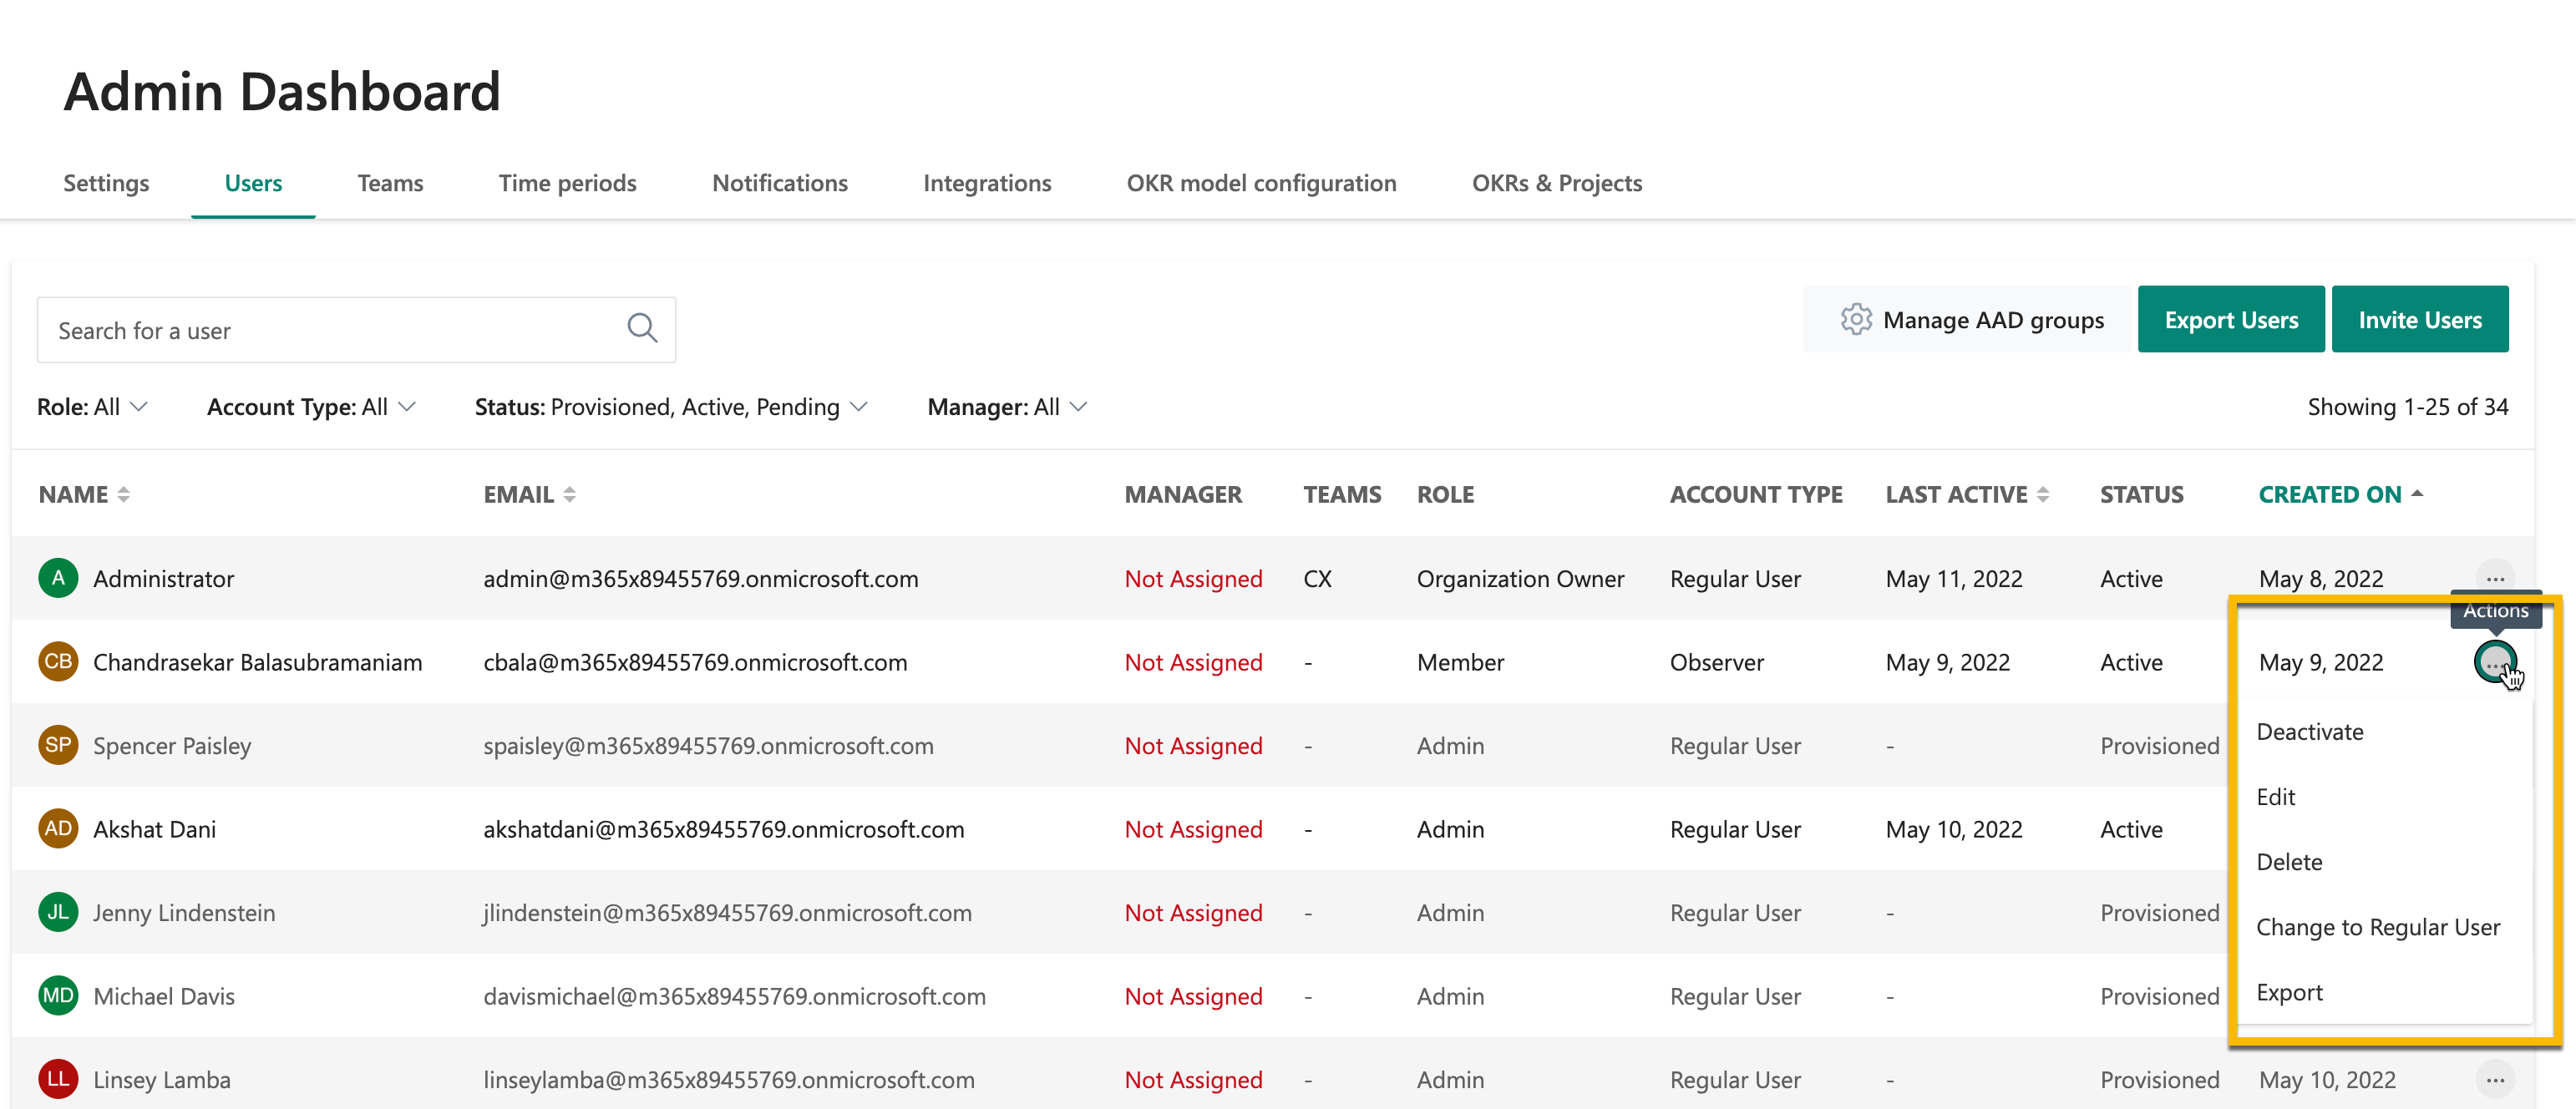 Admin Dashboard
Settings Users Teams Time periods Notifications Integrations OKR model configuration OKRs & Projects
Search for a user Manage AAD groups Export Users Invite Users
Role: All Account Type: All Status: Provisioned, Active, Pending Manager: All Showing 1-25 of 34
NAME EMAIL MANAGER TEAMS ROLE ACCOUNT TYPE LAST ACTIVE STATUS CREATED ON
A Administrator admin@m365x89455769.onmicrosoft.com Not Assigned CX Organization Owner Regular User May 11, 2022 Active May 8, 2022 ...
Actions
CB Chandrasekar Balasubramaniam cbala@m365x89455769.onmicrosoft.com Not Assigned - Member Observer May 9, 2022 Active May 9, 2022 ...
Deactivate
SP Spencer Paisley spaisley@m365x89455769.onmicrosoft.com Not Assigned - Admin Regular User - Provisioned
Edit
AD Akshat Dani akshatdani@m365x89455769.onmicrosoft.com Not Assigned - Admin Regular User May 10, 2022 Active
Delete
JL Jenny Lindenstein jlindenstein@m365x89455769.onmicrosoft.com Not Assigned - Admin Regular User - Provisioned
Change to Regular User
MD Michael Davis davismichael@m365x89455769.onmicrosoft.com Not Assigned - Admin Regular User - Provisioned
Export
LL Linsey Lamba linseylamba@m365x89455769.onmicrosoft.com Not Assigned - Admin Regular User - Provisioned May 10, 2022 ...